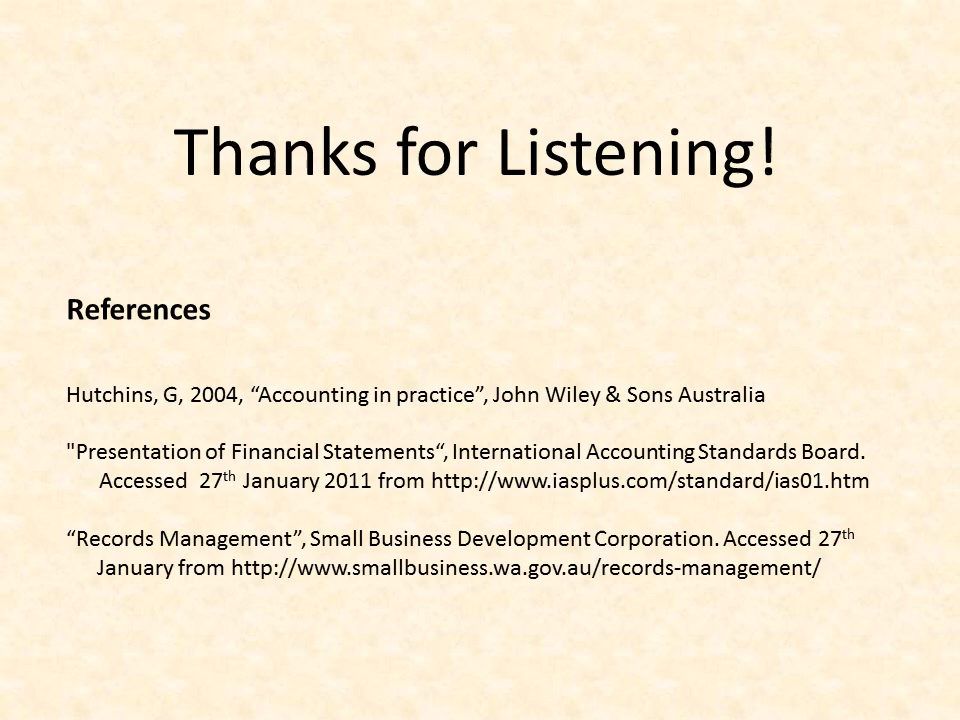 Thanks for Listening!
References
Hutchins, G, 2004, “Accounting in practice”, John Wiley & Sons Australia
"Presentation of Financial Statements“, International Accounting Standards Board.
Accessed  27th January 2011 from http://www.iasplus.com/standard/ias01.htm
“Records Management”, Small Business Development Corporation. Accessed 27th
January from http://www.smallbusiness.wa.gov.au/records-management/